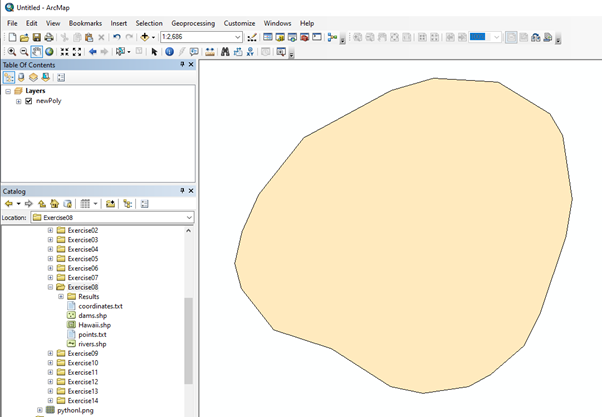 Untitled - ArcMap
File Edit View Bookmarks Insert Selection Geoprocessing Customize Windows Help
1:2,686
Table Of Contents
Layers
newPoly
Catalog
Location: Exercise08
Exercise02
Exercise03
Exercise04
Exercise05
Exercise06
Exercise07
Exercise08
Results
coordinates.txt
dams.shp
Hawaii.shp
points.txt
rivers.shp
Exercise09
Exercise10
Exercise11
Exercise12
Exercise13
Exercise14
pythonl.png